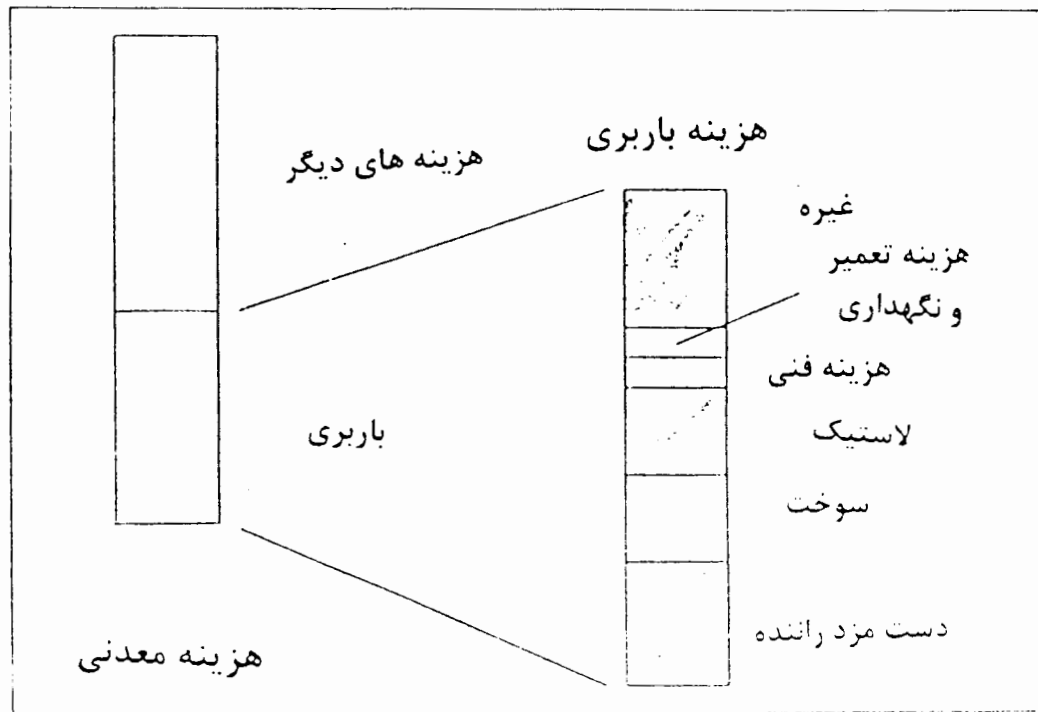 هزینه باربری
هزینه های دیگر
غیره
هزینه تعمیر
و نگهداری
هزینه فنی
باربری
لاستیک
سوخت
دست مزد راننده
هزینه معدنی